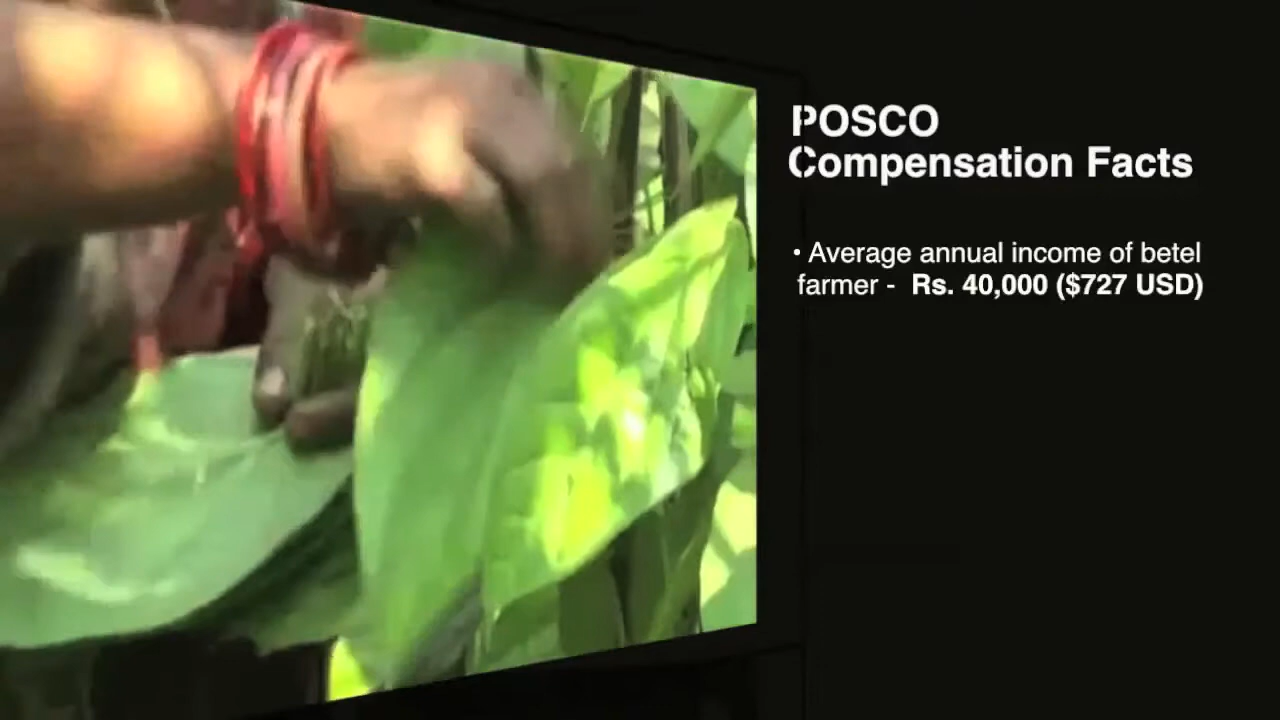 POSCO
Compensation Facts
• Average annual income of betel
farmer - Rs. 40,000 ($727 USD)